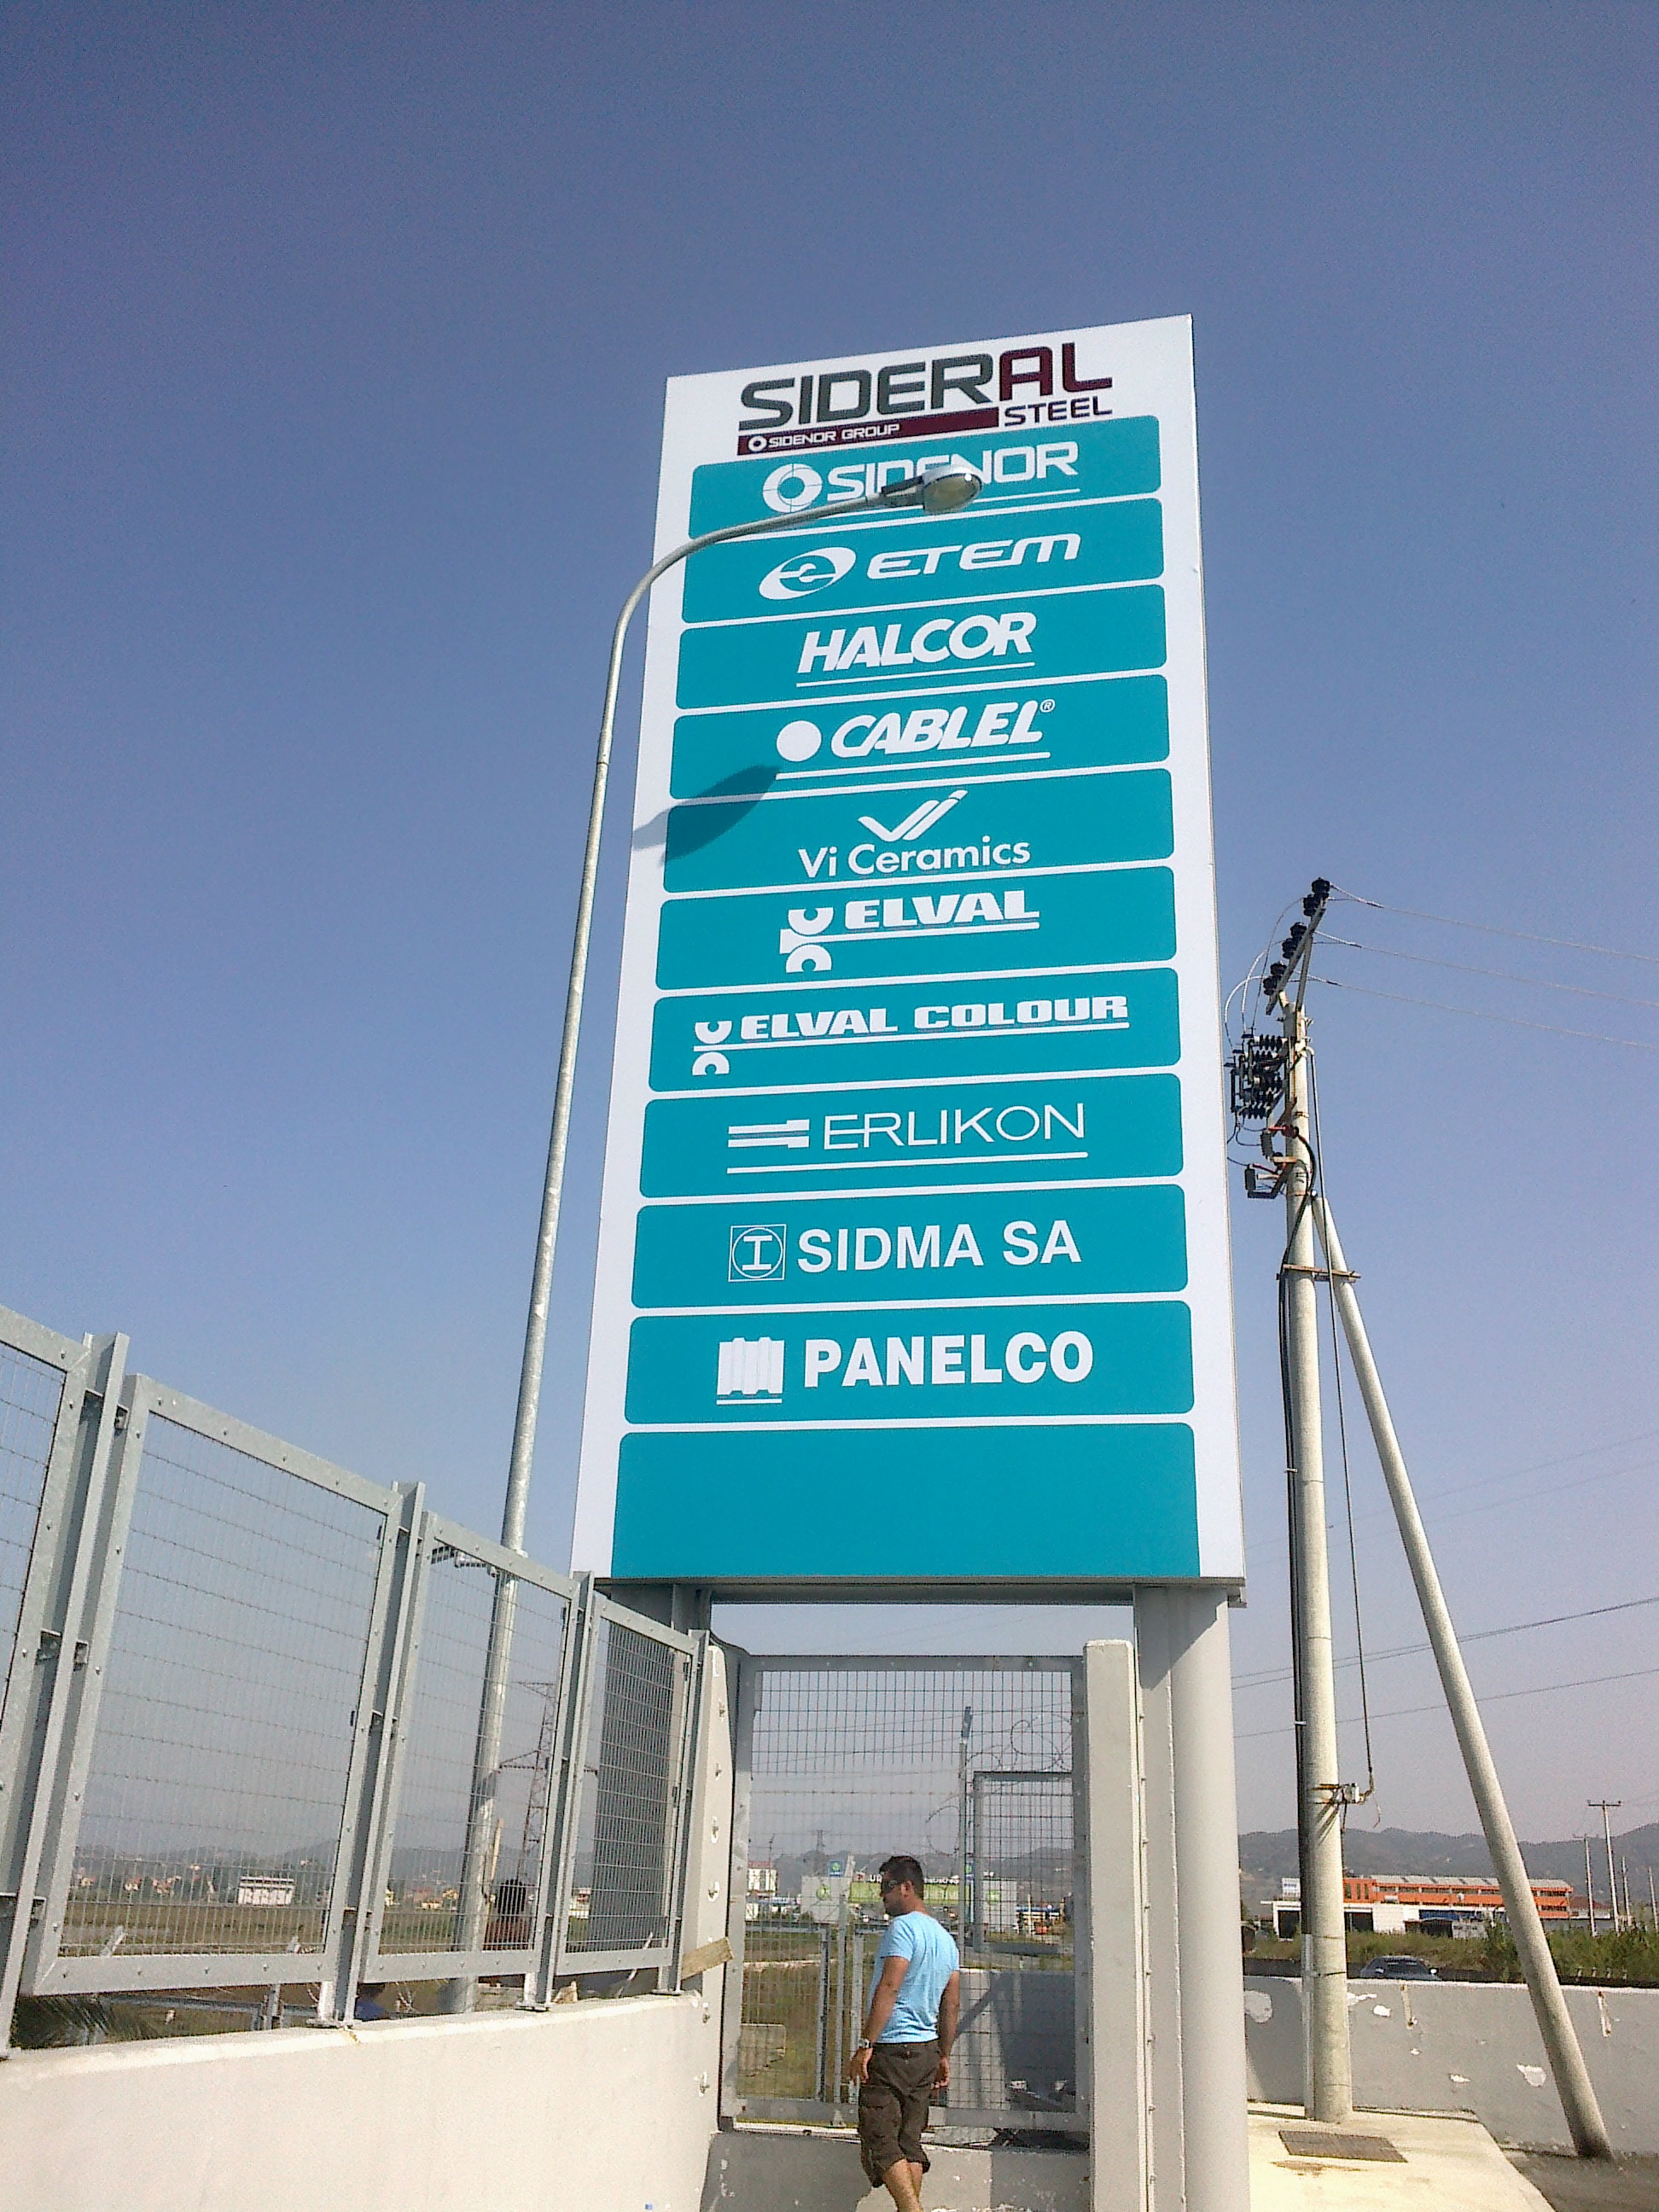 SIDERAL
STEEL
SIDENOR GROUP
SIDENOR
ETEM
HALCOR
CABLEL®
Vi Ceramics
ELVAL
ELVAL COLOUR
ERLIKON
SIDMA SA
PANELCO